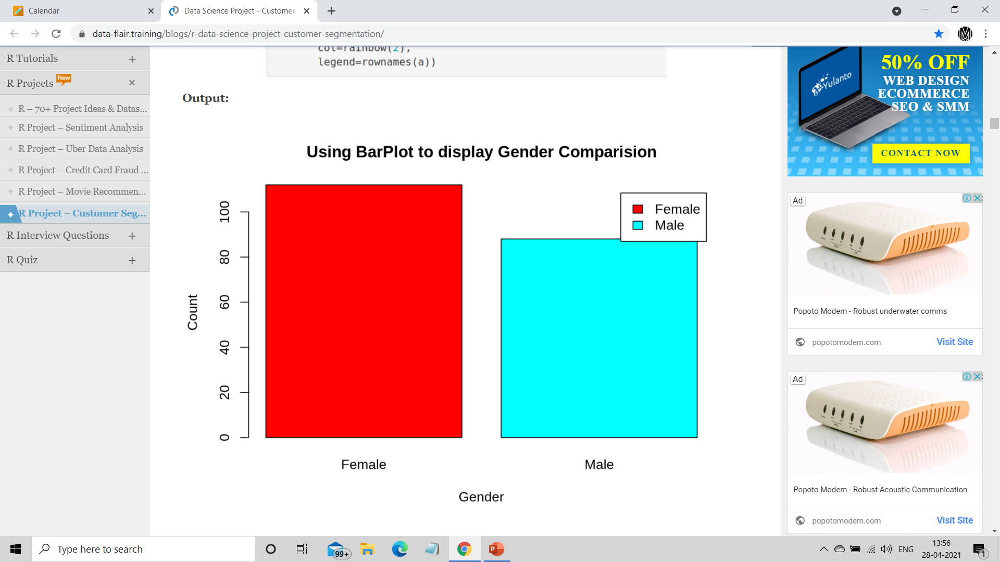 Calendar
Data Science Project - Customer
data-flair.training/blogs/r-data-science-project-customer-segmentation/
R Tutorials
R Projects
New
R – 70+ Project Ideas & Datas...
R Project – Sentiment Analysis
R Project – Uber Data Analysis
R Project – Credit Card Fraud ...
R Project – Movie Recommen...
R Project – Customer Seg...
R Interview Questions
R Quiz
col=rainbow(2),
legend=rownames(a))
Output:
Using BarPlot to display Gender Comparision
Female
Male
Count
100
80
60
40
20
0
Female
Male
Gender
Yulanto
50% OFF
WEB DESIGN
ECOMMERCE
SEO & SMM
CONTACT NOW
Ad
Popoto Modem - Robust underwater comms
popotomodem.com
Visit Site
Ad
Popoto Modem - Robust Acoustic Communication
popotomodem.com
Visit Site
Type here to search
99+
P
ENG
13:56
28-04-2021
1